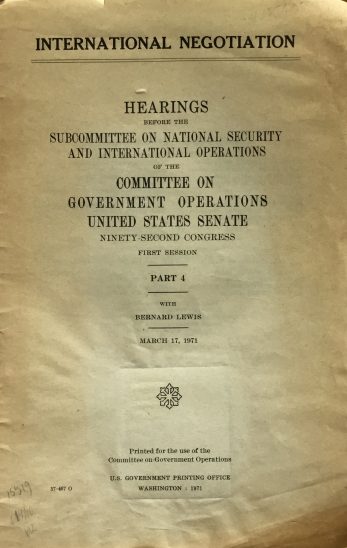 INTERNATIONAL NEGOTIATION
HEARINGS
BEFORE THE
SUBCOMMITTEE ON NATIONAL SECURITY
AND INTERNATIONAL OPERATIONS
OF THE
COMMITTEE ON
GOVERNMENT OPERATIONS
UNITED STATES SENATE
NINETY-SECOND CONGRESS
FIRST SESSION
PART 4
WITH
BERNARD LEWIS
MARCH 17, 1971
Printed for the use of the
Committee on Government Operations
U.S. GOVERNMENT PRINTING OFFICE
57-467 O
WASHINGTON : 1971